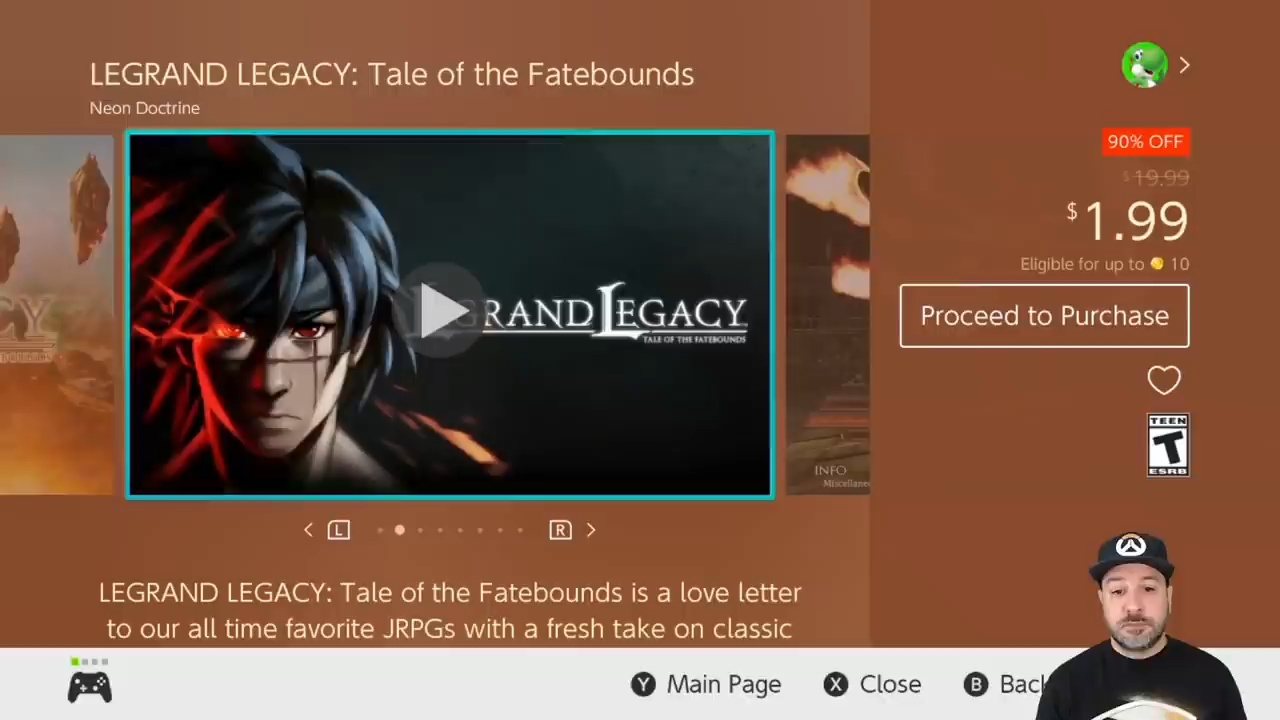 LEGRAND LEGACY: Tale of the Fatebounds
Neon Doctrine
90% OFF
$19.99
$1.99
Eligible for up to 10
Proceed to Purchase
LEGRAND LEGACY
TALE OF THE FATEBOUNDS
TEEN
T
ESRB
INFO
L
R
LEGRAND LEGACY: Tale of the Fatebounds is a love letter
to our all time favorite JRPGs with a fresh take on classic
Y Main Page
X Close
B Back